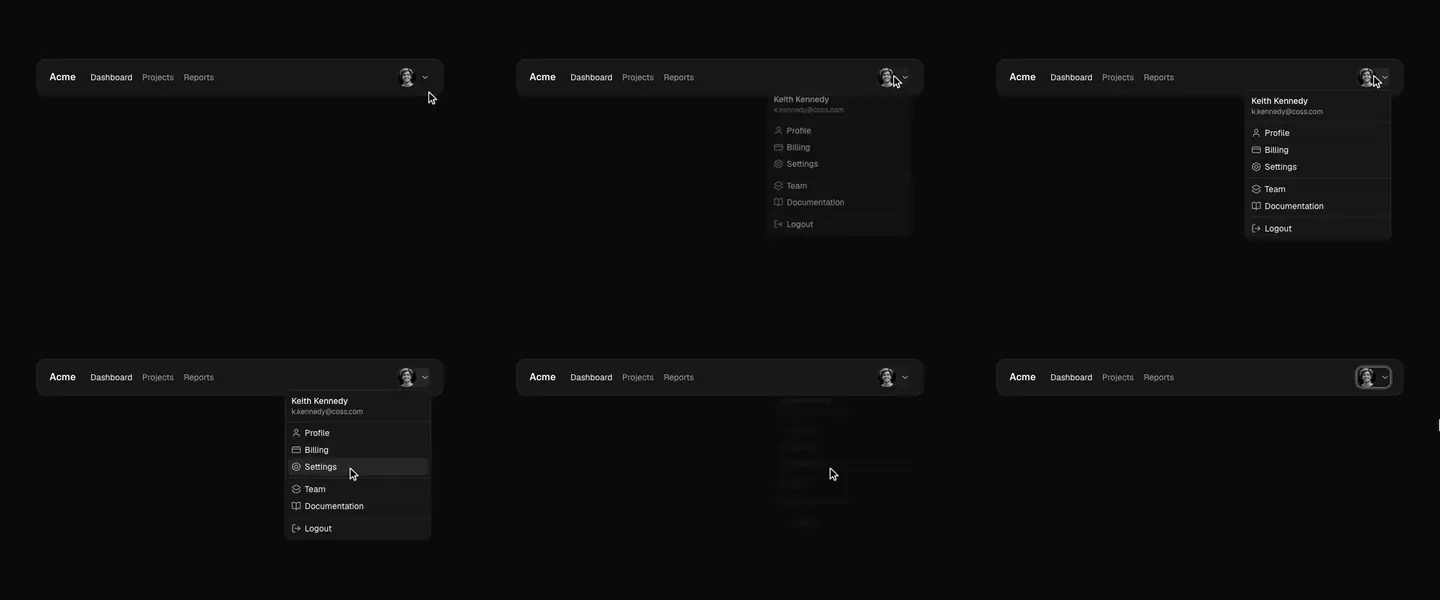 Acme Dashboard Projects Reports
Acme Dashboard Projects Reports
Keith Kennedy
k.kennedy@coss.com
Profile
Billing
Settings
Team
Documentation
Logout
Acme Dashboard Projects Reports
Keith Kennedy
k.kennedy@coss.com
Profile
Billing
Settings
Team
Documentation
Logout
Acme Dashboard Projects Reports
Keith Kennedy
k.kennedy@coss.com
Profile
Billing
Settings
Team
Documentation
Logout
Acme Dashboard Projects Reports
Acme Dashboard Projects Reports